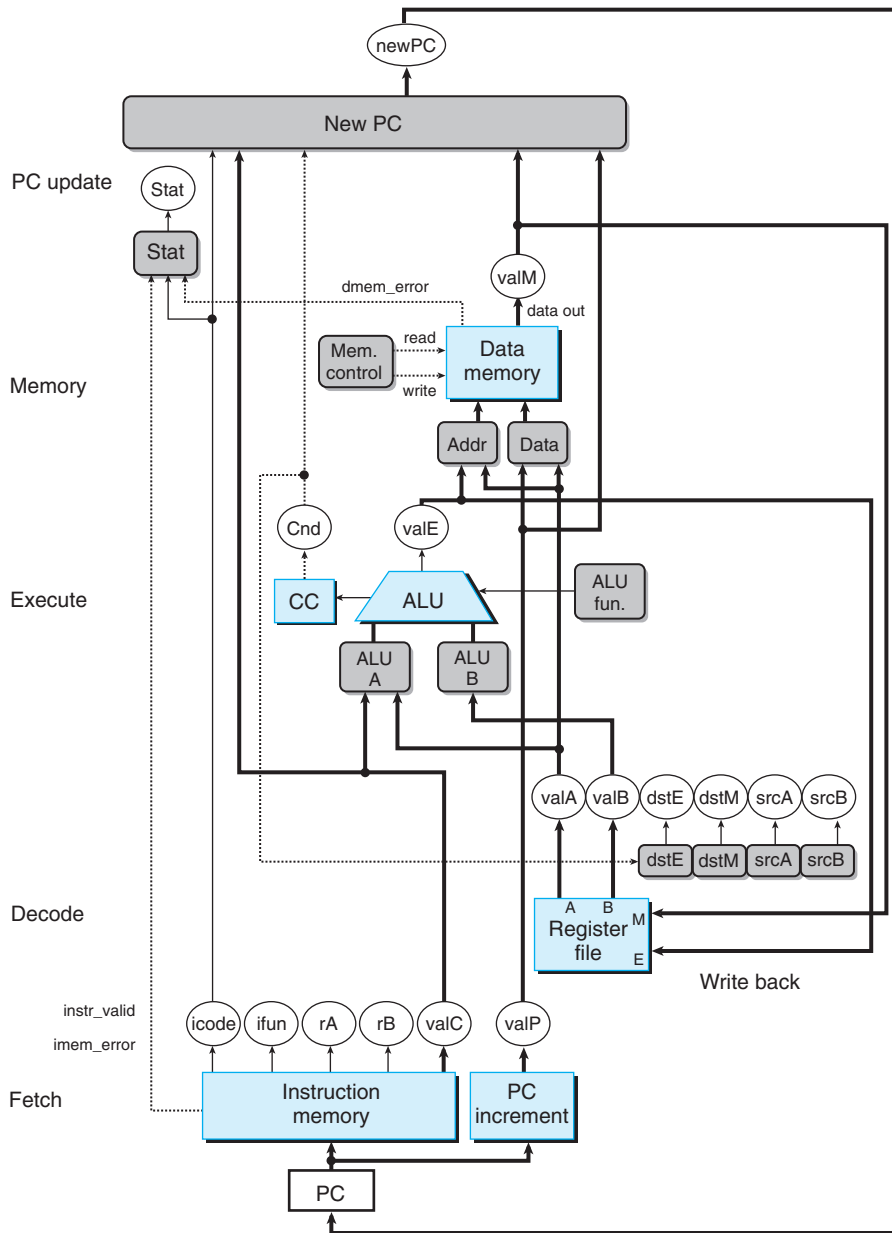 newPC
New PC
PC update
Stat
Stat
valM
dmem_error
data out
read
Mem.
control
Data
memory
Memory
write
Addr
Data
Cnd
valE
Execute
CC
ALU
ALU
fun.
ALU
A
ALU
B
valA
valB
dstE
dstM
srcA
srcB
dstE
dstM
srcA
srcB
Decode
A
B
M
Register
file
E
Write back
instr_valid
icode
ifun
rA
rB
valC
valP
imem_error
Fetch
Instruction
memory
PC
increment
PC